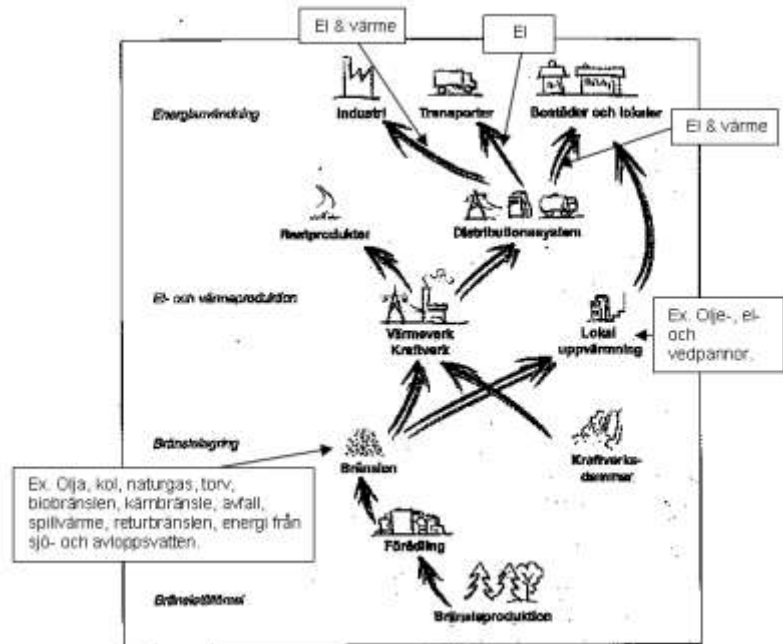 El & värme
El
Energianvändning
Industri
Transporter
Bostäder och lokaler
El & värme
Restprodukter
Distributionssystem
El- och värmeproduktion
Värmeverk
Kraftverk
Lokal
uppvärmning
Ex. Olje-, el-
och
vedpannor.
Bränslelagring
Bränslen
Kraftverks-
dammar
Ex. Olja, kol, naturgas, torv,
biobränslen, kärnbränsle, avfall,
spillvärme, returbränslen, energi från
sjö- och avloppsvatten.
Förädling
Bränsletillförsel
Bränsleproduktion